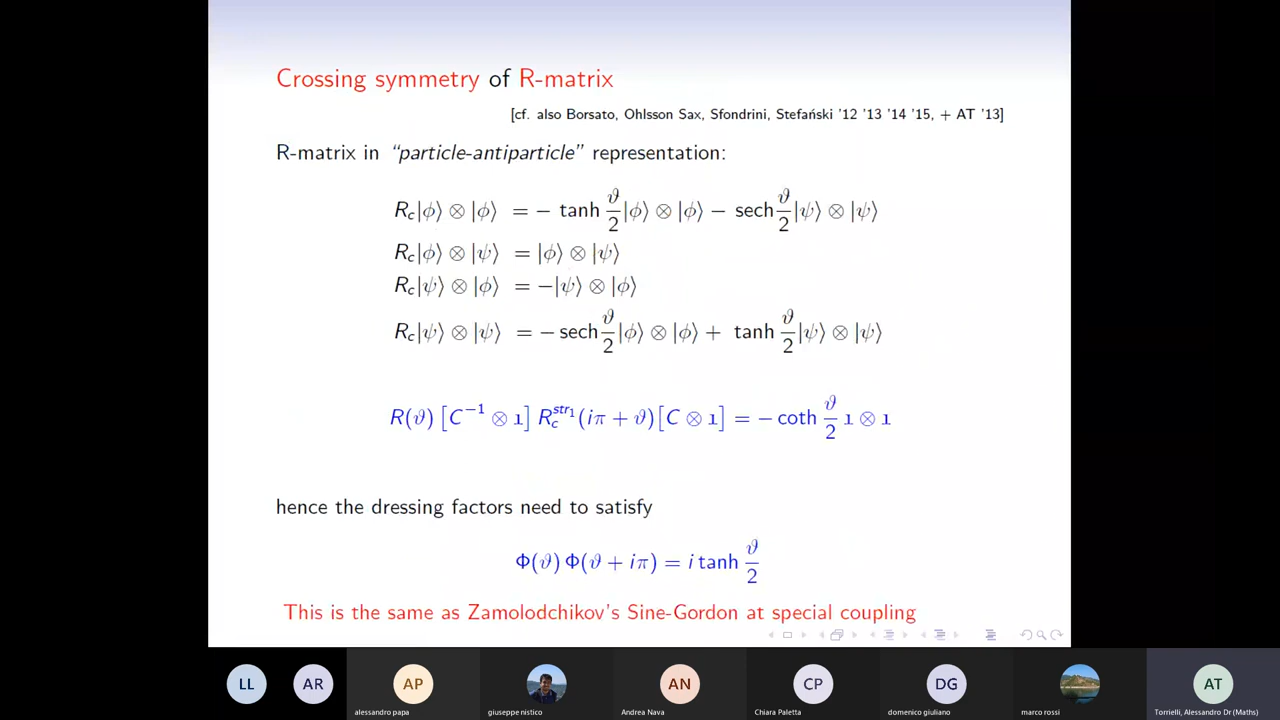 Crossing symmetry of R-matrix
[cf. also Borsato, Ohlsson Sax, Sfondrini, Stefański '12 '13 '14 '15, + AT '13]
R-matrix in “particle-antiparticle” representation:
R_c|ϕ⟩ ⊗ |ϕ⟩ = − tanh ϑ/2 |ϕ⟩ ⊗ |ϕ⟩ − sech ϑ/2 |ψ⟩ ⊗ |ψ⟩
R_c|ϕ⟩ ⊗ |ψ⟩ = |ϕ⟩ ⊗ |ψ⟩
R_c|ψ⟩ ⊗ |ϕ⟩ = −|ψ⟩ ⊗ |ϕ⟩
R_c|ψ⟩ ⊗ |ψ⟩ = − sech ϑ/2 |ϕ⟩ ⊗ |ϕ⟩ + tanh ϑ/2 |ψ⟩ ⊗ |ψ⟩
R(ϑ) [C^{-1} ⊗ 1] R_c^{str_1}(iπ + ϑ)[C ⊗ 1] = − coth ϑ/2 1 ⊗ 1
hence the dressing factors need to satisfy
Φ(ϑ) Φ(ϑ + iπ) = i tanh ϑ/2
This is the same as Zamolodchikov's Sine-Gordon at special coupling
LL AR AP AN CP DG AT
alessandro papa giuseppe nistico Andrea Nava Chiara Paletta domenico giuliano marco rossi Torrielli, Alessandro Dr (Maths)